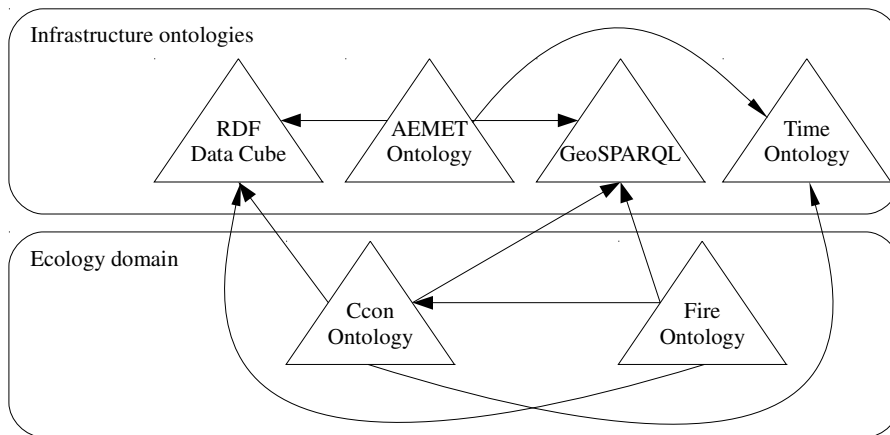 Infrastructure ontologies
RDF
Data Cube
AEMET
Ontology
GeoSPARQL
Time
Ontology
Ecology domain
Ccon
Ontology
Fire
Ontology